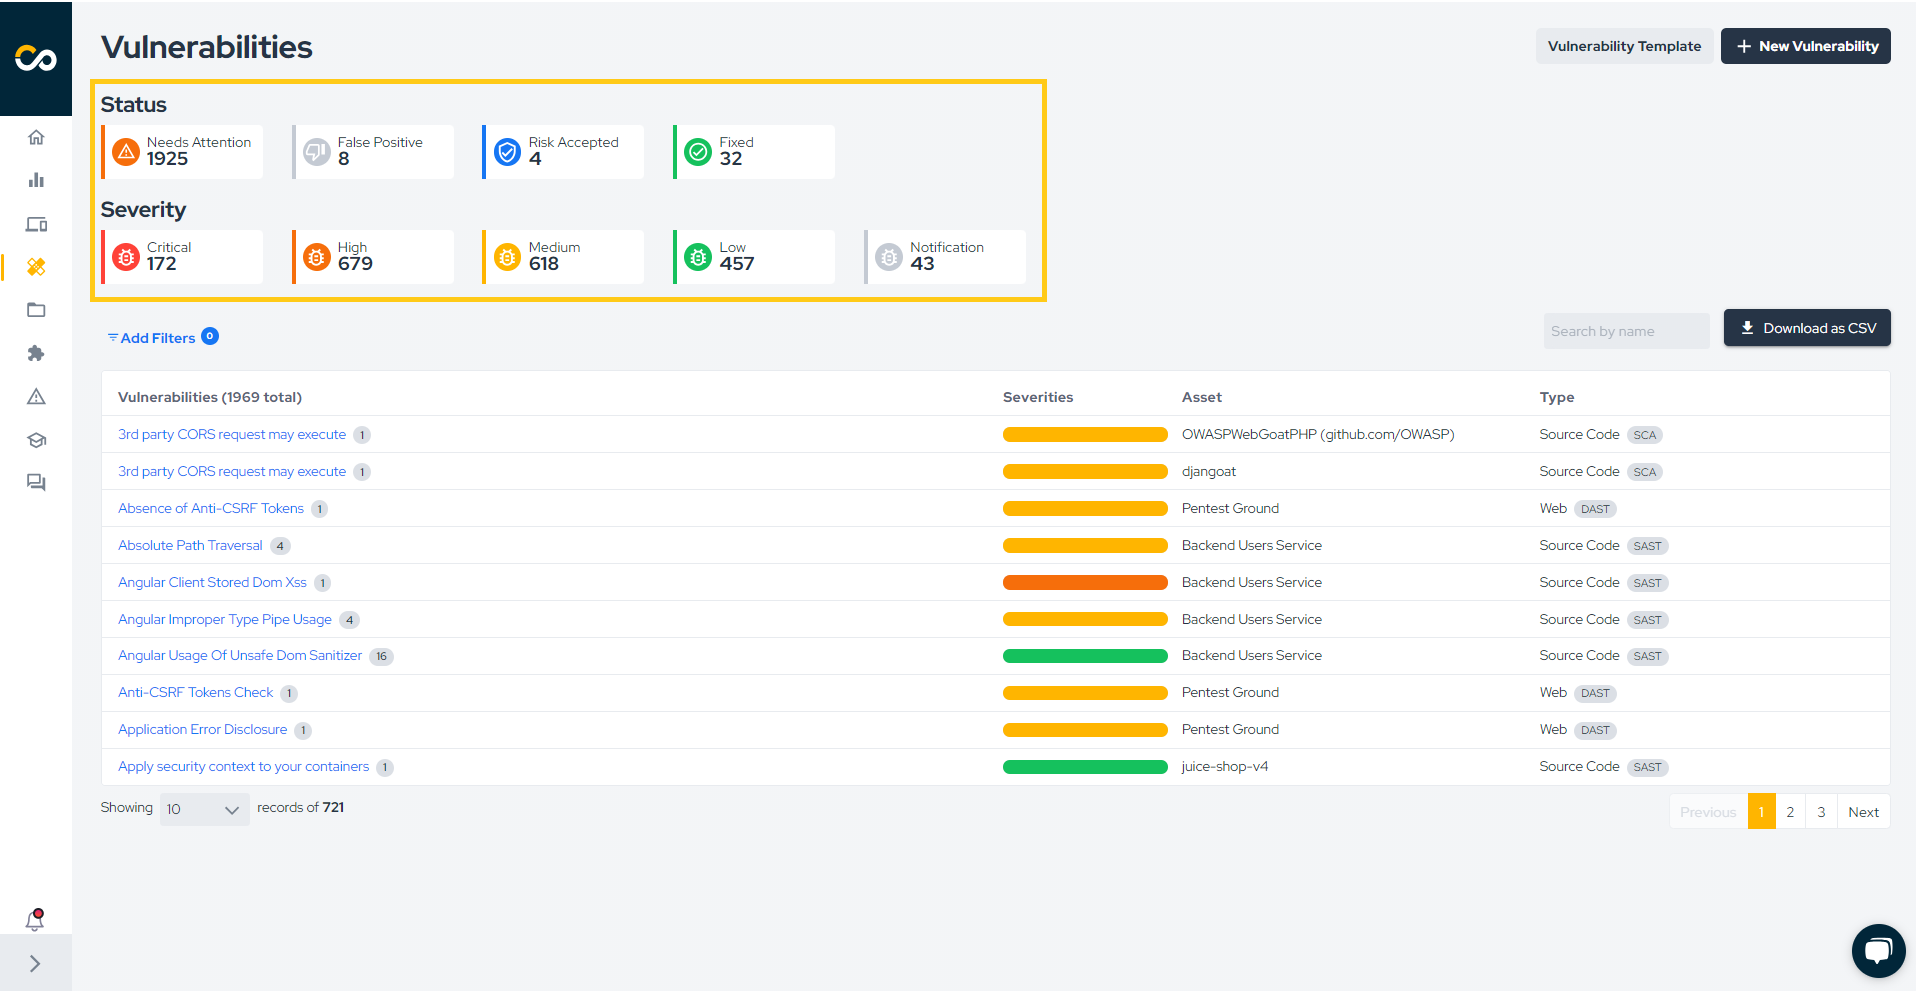 Vulnerabilities
Vulnerability Template
+ New Vulnerability
Status
Needs Attention
1925
False Positive
8
Risk Accepted
4
Fixed
32
Severity
Critical
172
High
679
Medium
618
Low
457
Notification
43
Add Filters 0
Search by name
Download as CSV
Vulnerabilities (1969 total) Severities Asset Type
3rd party CORS request may execute 1 OWASPWebGoatPHP (github.com/OWASP) Source Code SCA
3rd party CORS request may execute 1 djangoat Source Code SCA
Absence of Anti-CSRF Tokens 1 Pentest Ground Web DAST
Absolute Path Traversal 4 Backend Users Service Source Code SAST
Angular Client Stored Dom Xss 1 Backend Users Service Source Code SAST
Angular Improper Type Pipe Usage 4 Backend Users Service Source Code SAST
Angular Usage Of Unsafe Dom Sanitizer 16 Backend Users Service Source Code SAST
Anti-CSRF Tokens Check 1 Pentest Ground Web DAST
Application Error Disclosure 1 Pentest Ground Web DAST
Apply security context to your containers 1 juice-shop-v4 Source Code SAST
Showing 10 records of 721
Previous 1 2 3 Next